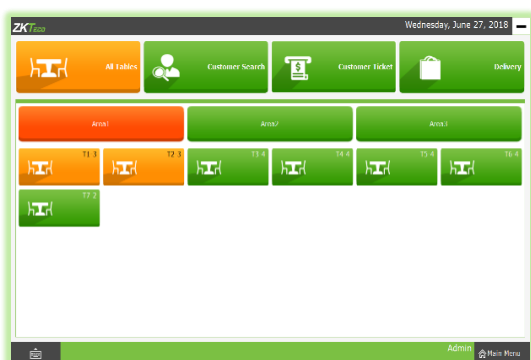 ZKTeco
Wednesday, June 27, 2018
All Tables
Customer Search
Customer Ticket
Delivery
Area1
Area2
Area3
T1 3
T2 3
T3 4
T4 4
T5 4
T6 4
T7 2
Admin
Main Menu